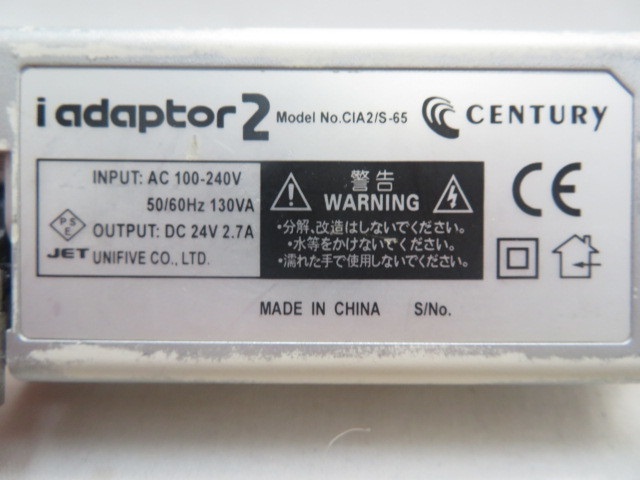 i adaptor 2 Model No.CIA2/S-65 CENTURY
INPUT: AC 100-240V
50/60Hz 130VA
OUTPUT: DC 24V 2.7A
PSE
JET UNIFIVE CO., LTD.
警告
WARNING
・分解、改造はしないでください。
・水等をかけないでください。
・濡れた手で使用しないでください。
CE
MADE IN CHINA S/No.